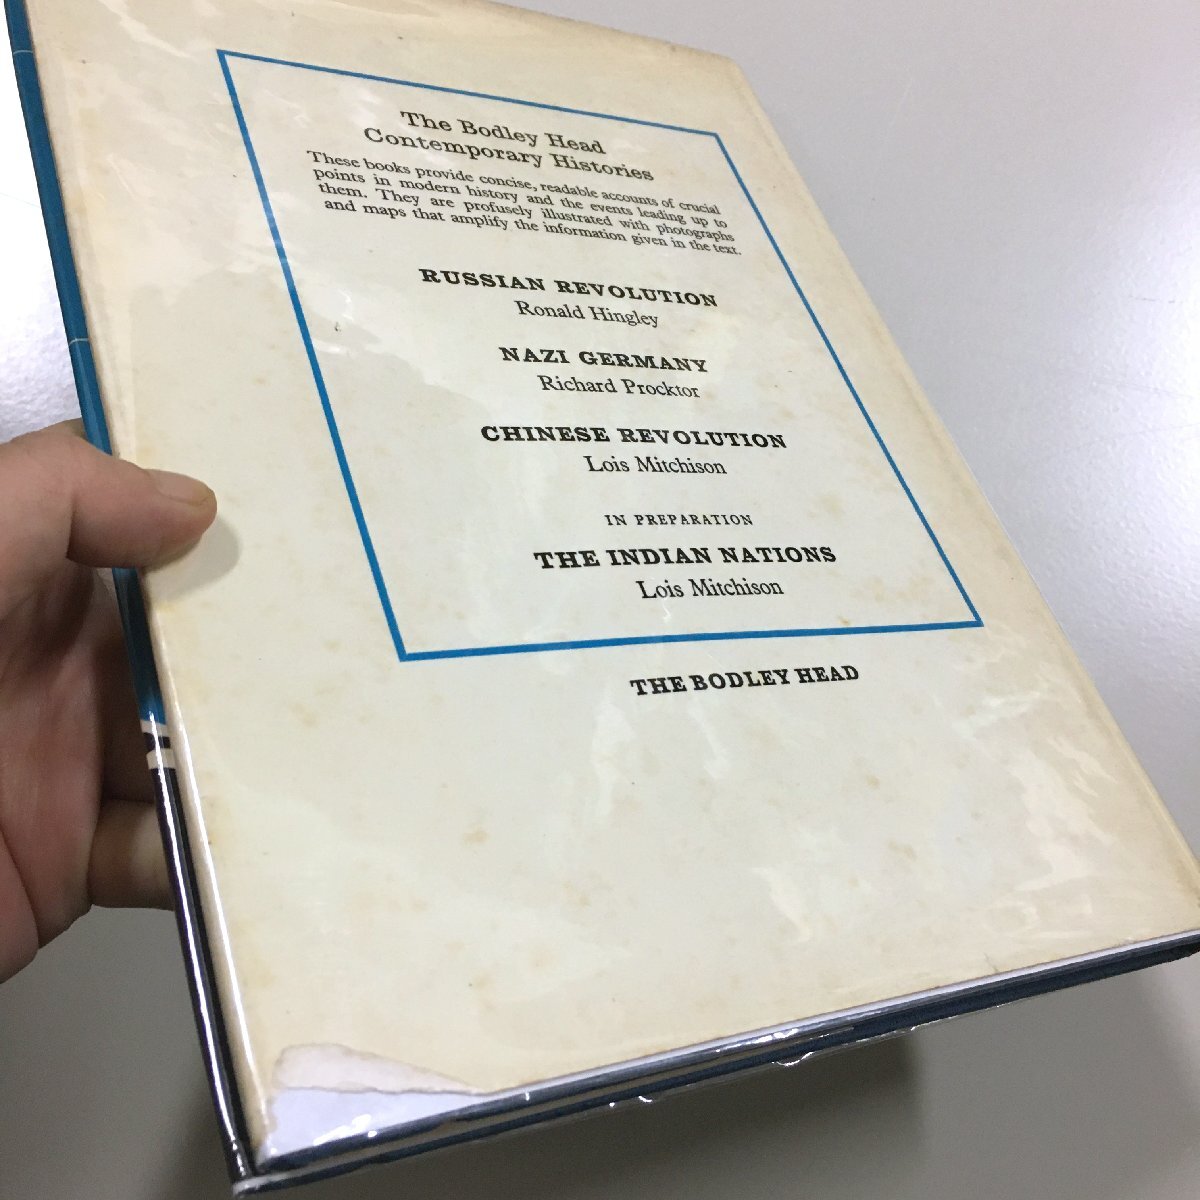 The Bodley Head
Contemporary Histories
These books provide concise, readable accounts of crucial
points in modern history and the events leading up to
them. They are profusely illustrated with photographs
and maps that amplify the information given in the text.
RUSSIAN REVOLUTION
Ronald Hingley
NAZI GERMANY
Richard Procktor
CHINESE REVOLUTION
Lois Mitchison
IN PREPARATION
THE INDIAN NATIONS
Lois Mitchison
THE BODLEY HEAD